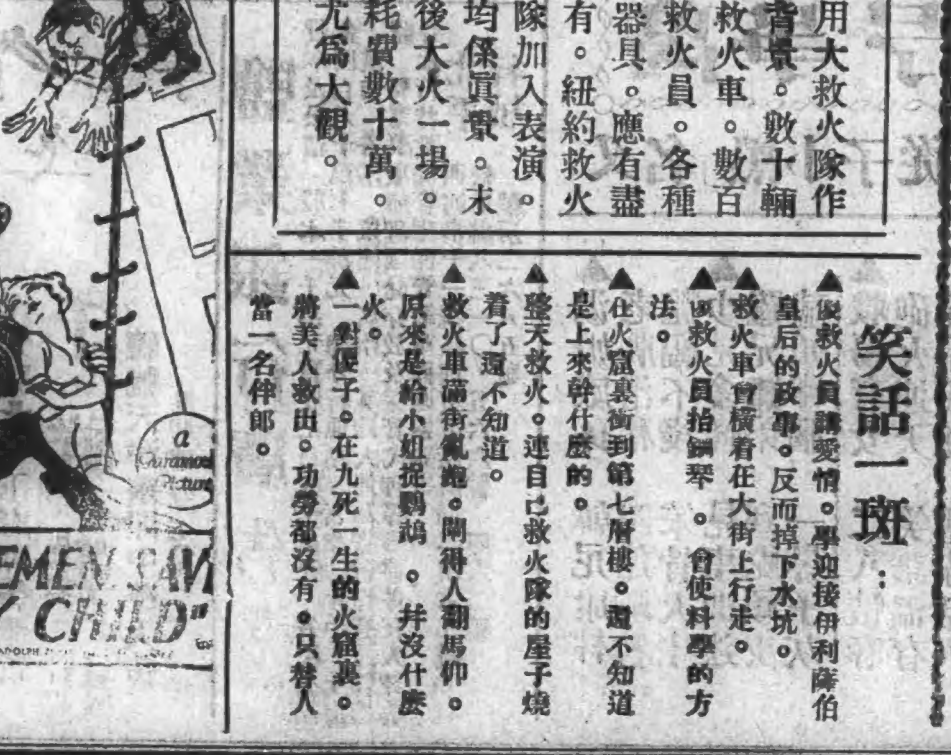 用大救火隊作
背景。數十輛
救火車。數百
救火員。各種
器具。應有盡
有。紐約救火
隊加入表演。
均係眞實。末
後大火一場。
耗費數十萬。
尤爲大觀。
笑話一斑：
▲傻救火員講愛情。學迎接伊利薩伯
皇后的政事。反而掉下水坑。
▲救火車會橫着在大街上行走。
▲傻救火員拍鋼琴。會使科學的方
法。
▲在火窟裏衝到第七層樓。還不知道
是上來幹什麼的。
▲整天救火。連自己救火隊的屋子燒
着了還不知道。
▲救火車滿街亂跑。鬧得人翻馬仰。
原來是給小姐捉鸚鵡。并沒什麼
火。
▲一對傻子。在九死一生的火窟裏。
將美人救出。功勞都沒有。只替人
當一名伴郎。
a
Paramount
Picture
EMEN SAV
Y CHILD"
ADOLPH